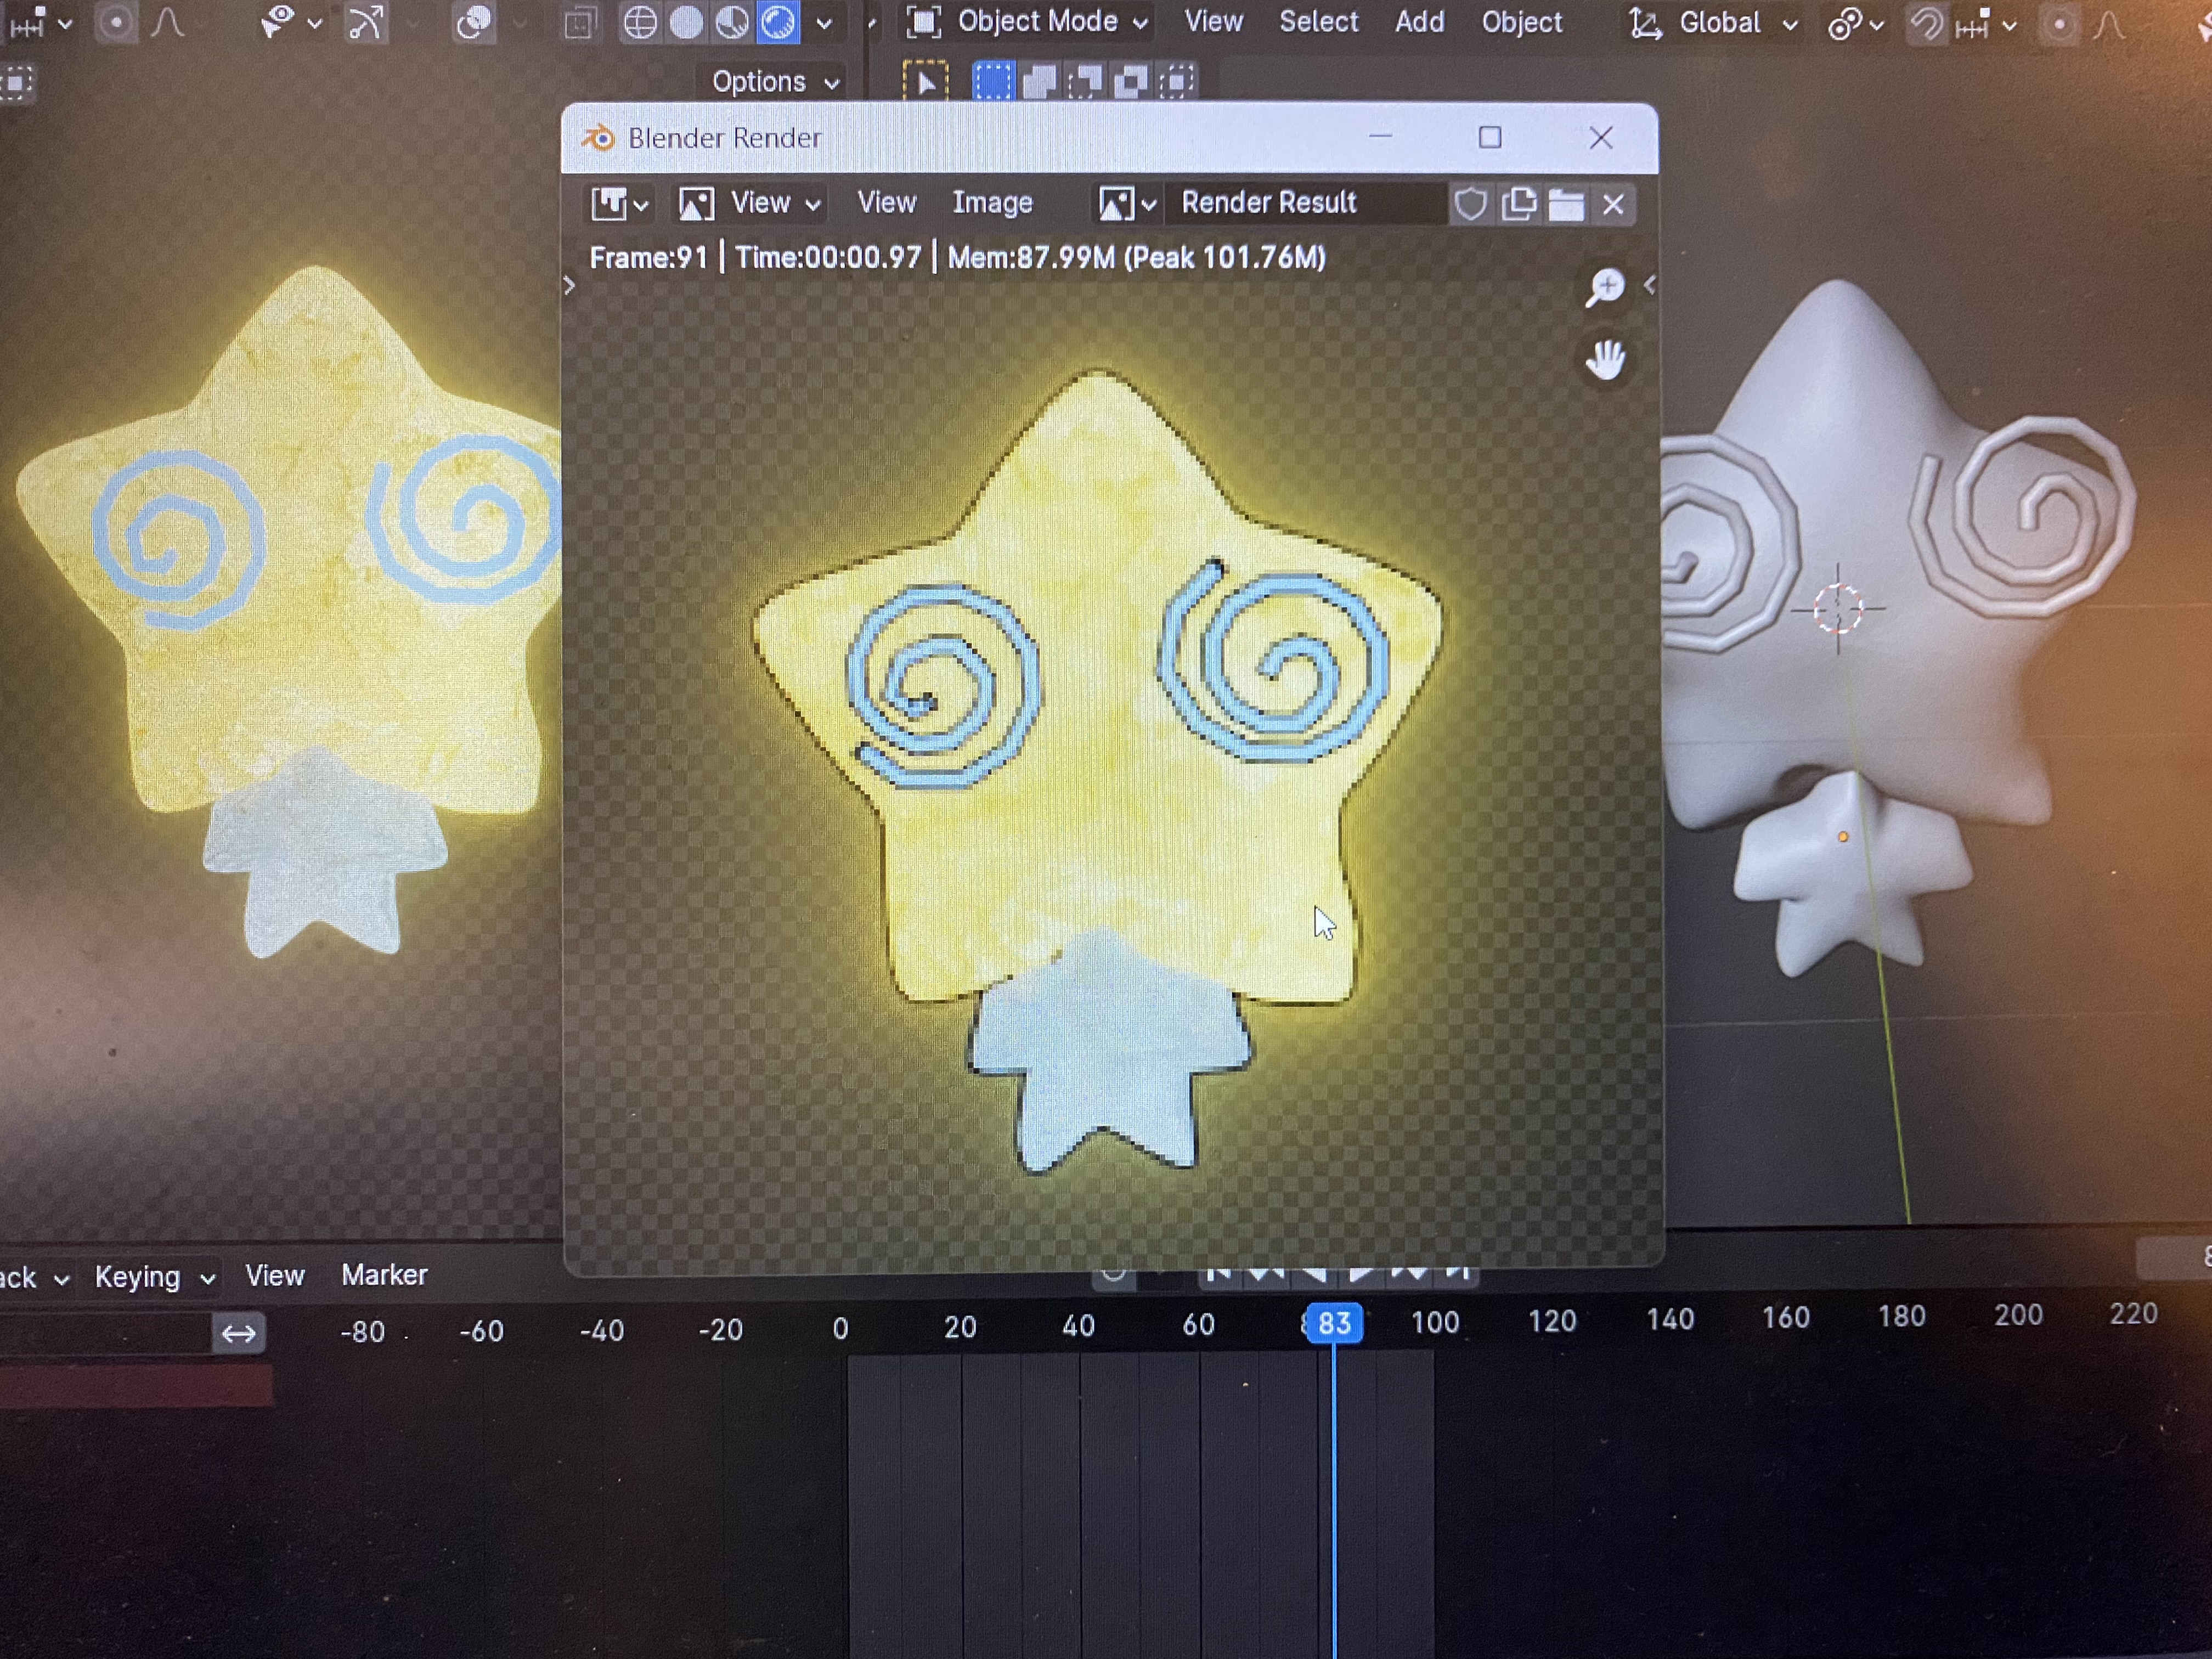 Object Mode View Select Add Object Global
Options
Blender Render
View View Image Render Result
Frame:91 | Time:00:00.97 | Mem:87.99M (Peak 101.76M)
Keying View Marker
-80 -60 -40 -20 0 20 40 60 83 100 120 140 160 180 200 220